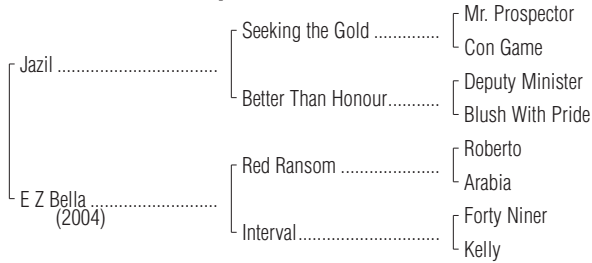 Mr. Prospector
Seeking the Gold ..............
Con Game
Jazil ..................................
Deputy Minister
Better Than Honour...........
Blush With Pride
Roberto
Red Ransom .....................
Arabia
E Z Bella ...........................
(2004)
Forty Niner
Interval..............................
Kelly